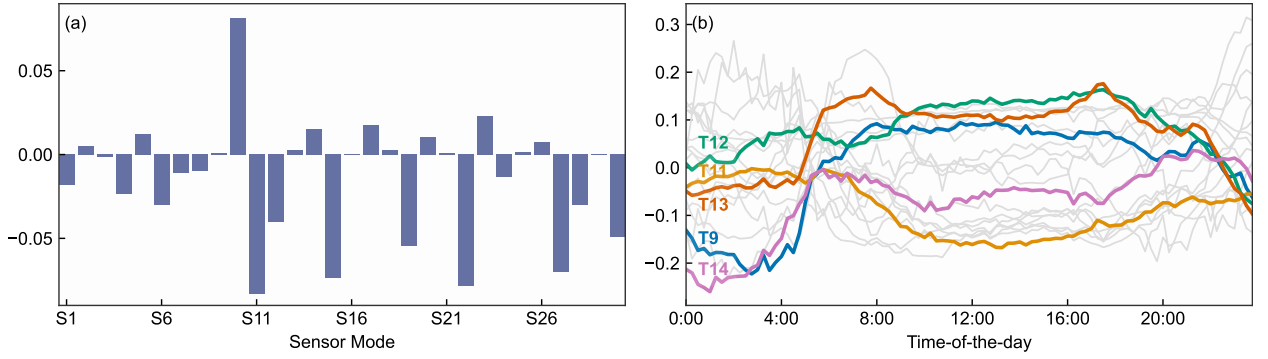 (a)
0.05
0.00
−0.05
S1 S6 S11 S16 S21 S26
Sensor Mode
(b)
0.3
0.2
0.1
0.0
−0.1
−0.2
T12
T11
T13
T9
T14
0:00 4:00 8:00 12:00 16:00 20:00
Time-of-the-day